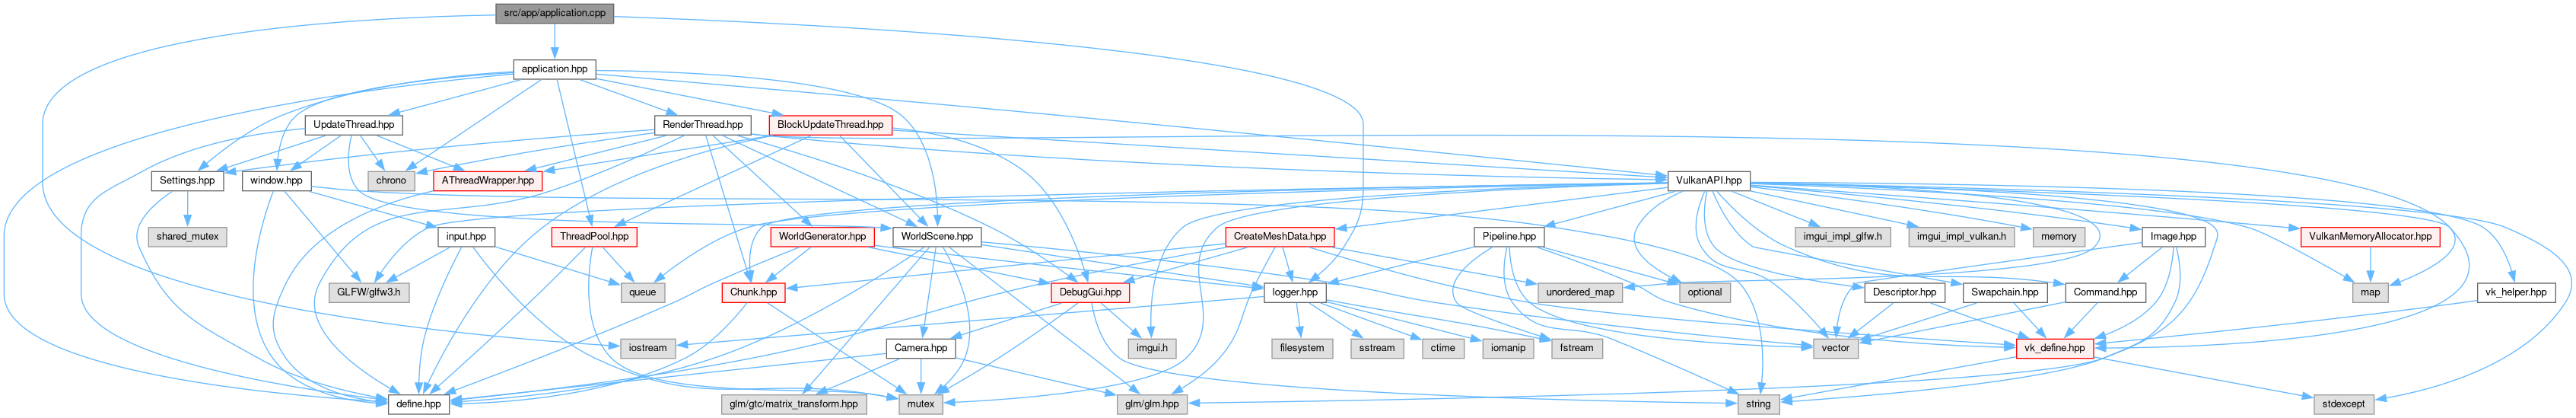 src/app/application.cpp
application.hpp
UpdateThread.hpp
RenderThread.hpp
BlockUpdateThread.hpp
Settings.hpp
window.hpp
chrono
AThreadWrapper.hpp
VulkanAPI.hpp
shared_mutex
input.hpp
ThreadPool.hpp
WorldGenerator.hpp
WorldScene.hpp
CreateMeshData.hpp
Pipeline.hpp
imgui_impl_glfw.h
imgui_impl_vulkan.h
memory
Image.hpp
VulkanMemoryAllocator.hpp
GLFW/glfw3.h
queue
Chunk.hpp
DebugGui.hpp
logger.hpp
unordered_map
optional
Descriptor.hpp
Swapchain.hpp
Command.hpp
map
vk_helper.hpp
iostream
Camera.hpp
imgui.h
filesystem
sstream
ctime
iomanip
fstream
vector
vk_define.hpp
define.hpp
glm/gtc/matrix_transform.hpp
mutex
glm/glm.hpp
string
stdexcept